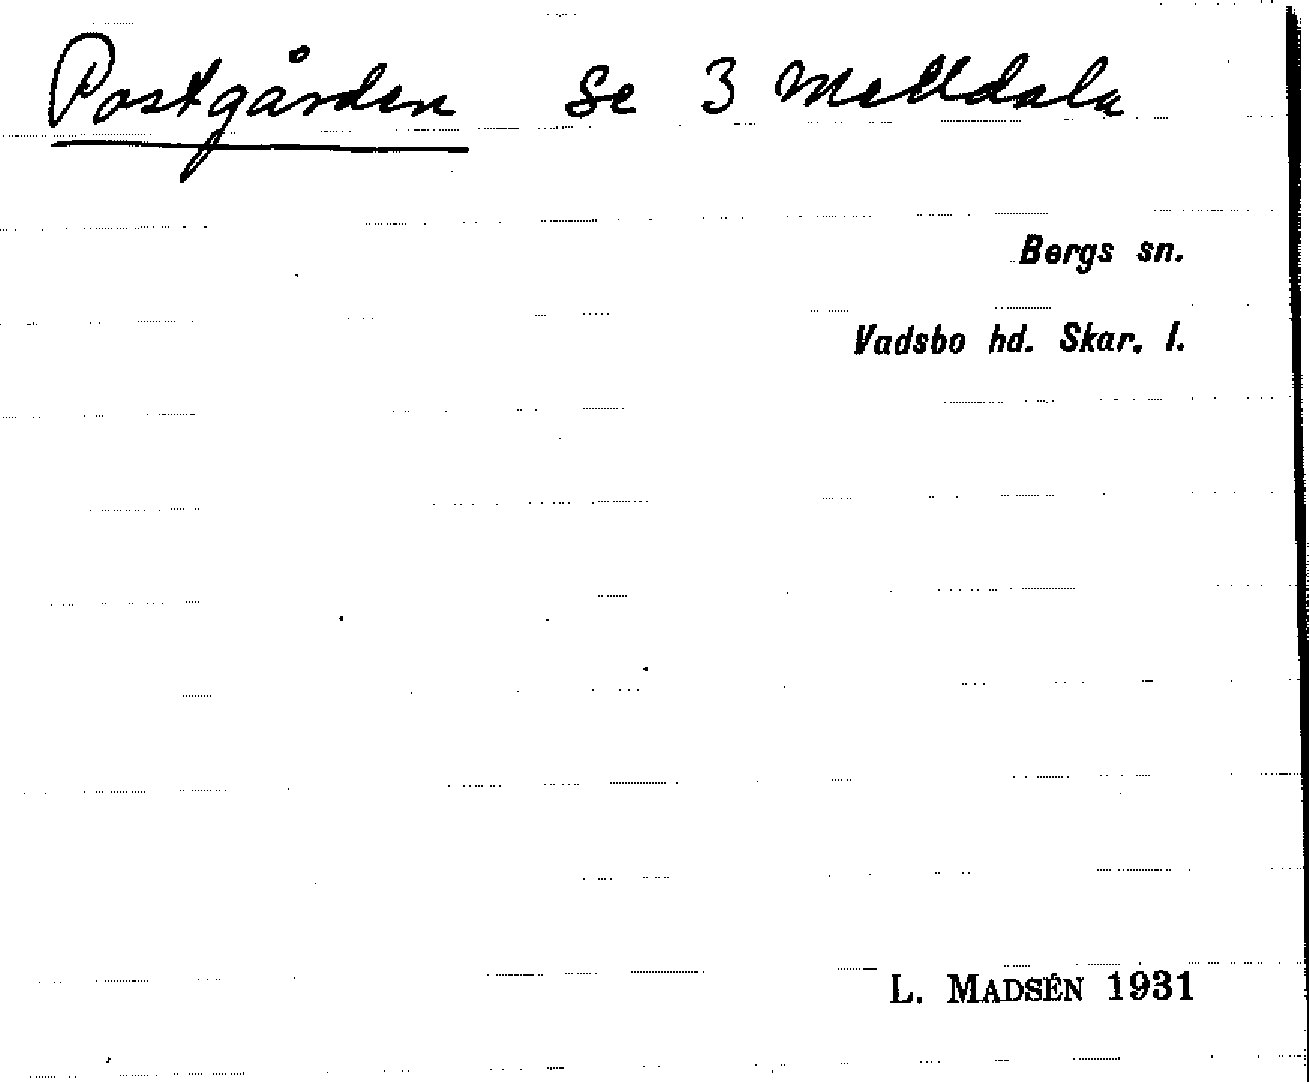 Postgården Se 3 Melldala
Bergs sn.
Vadsbo hd. Skar. l.
L. MADSÉN 1931